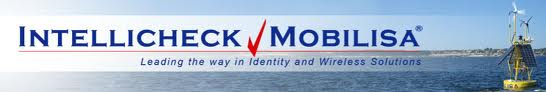 INTELLICHECK MOBILISA®
Leading the way in Identity and Wireless Solutions